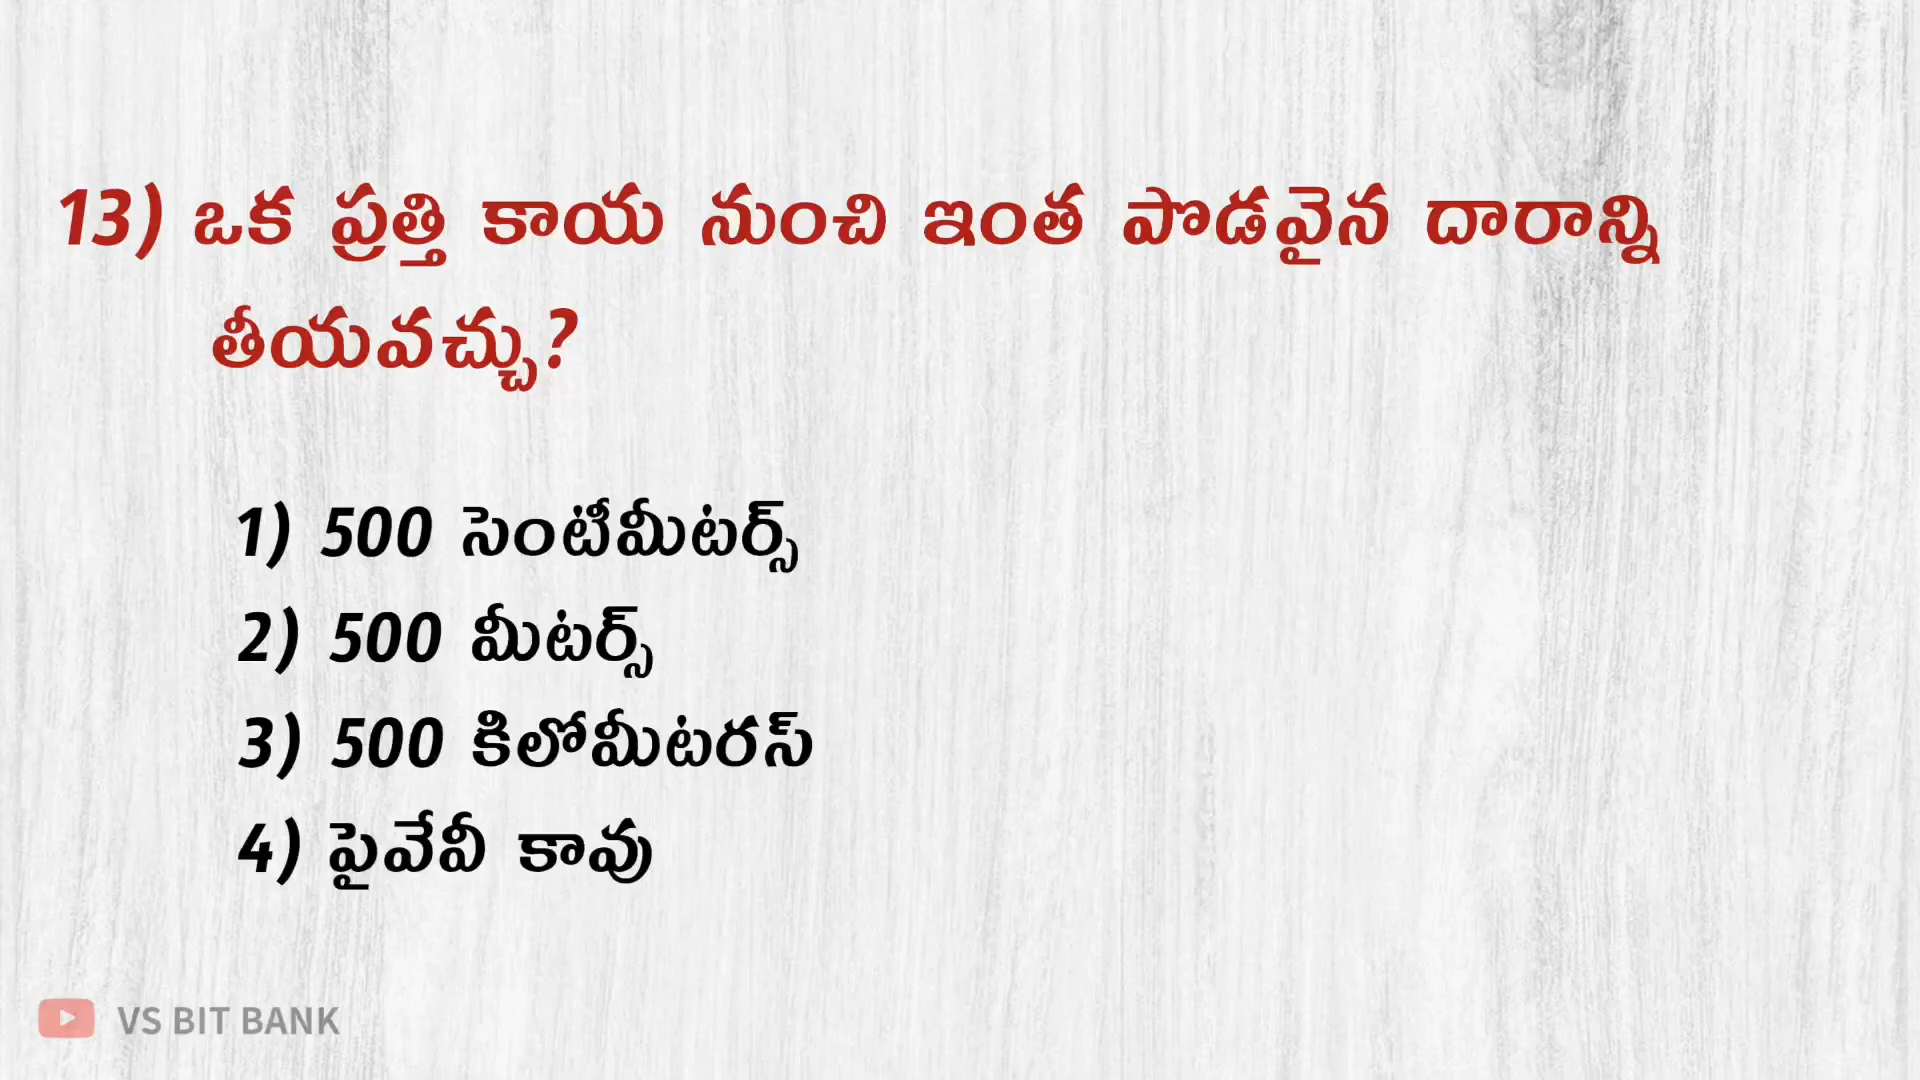 13) ఒక ప్రత్తి కాయ నుంచి ఇంత పొడవైన దారాన్ని
తీయవచ్చు?
1) 500 సెంటీమీటర్స్
2) 500 మీటర్స్
3) 500 కిలోమీటరస్
4) పైవేవీ కావు
VS BIT BANK